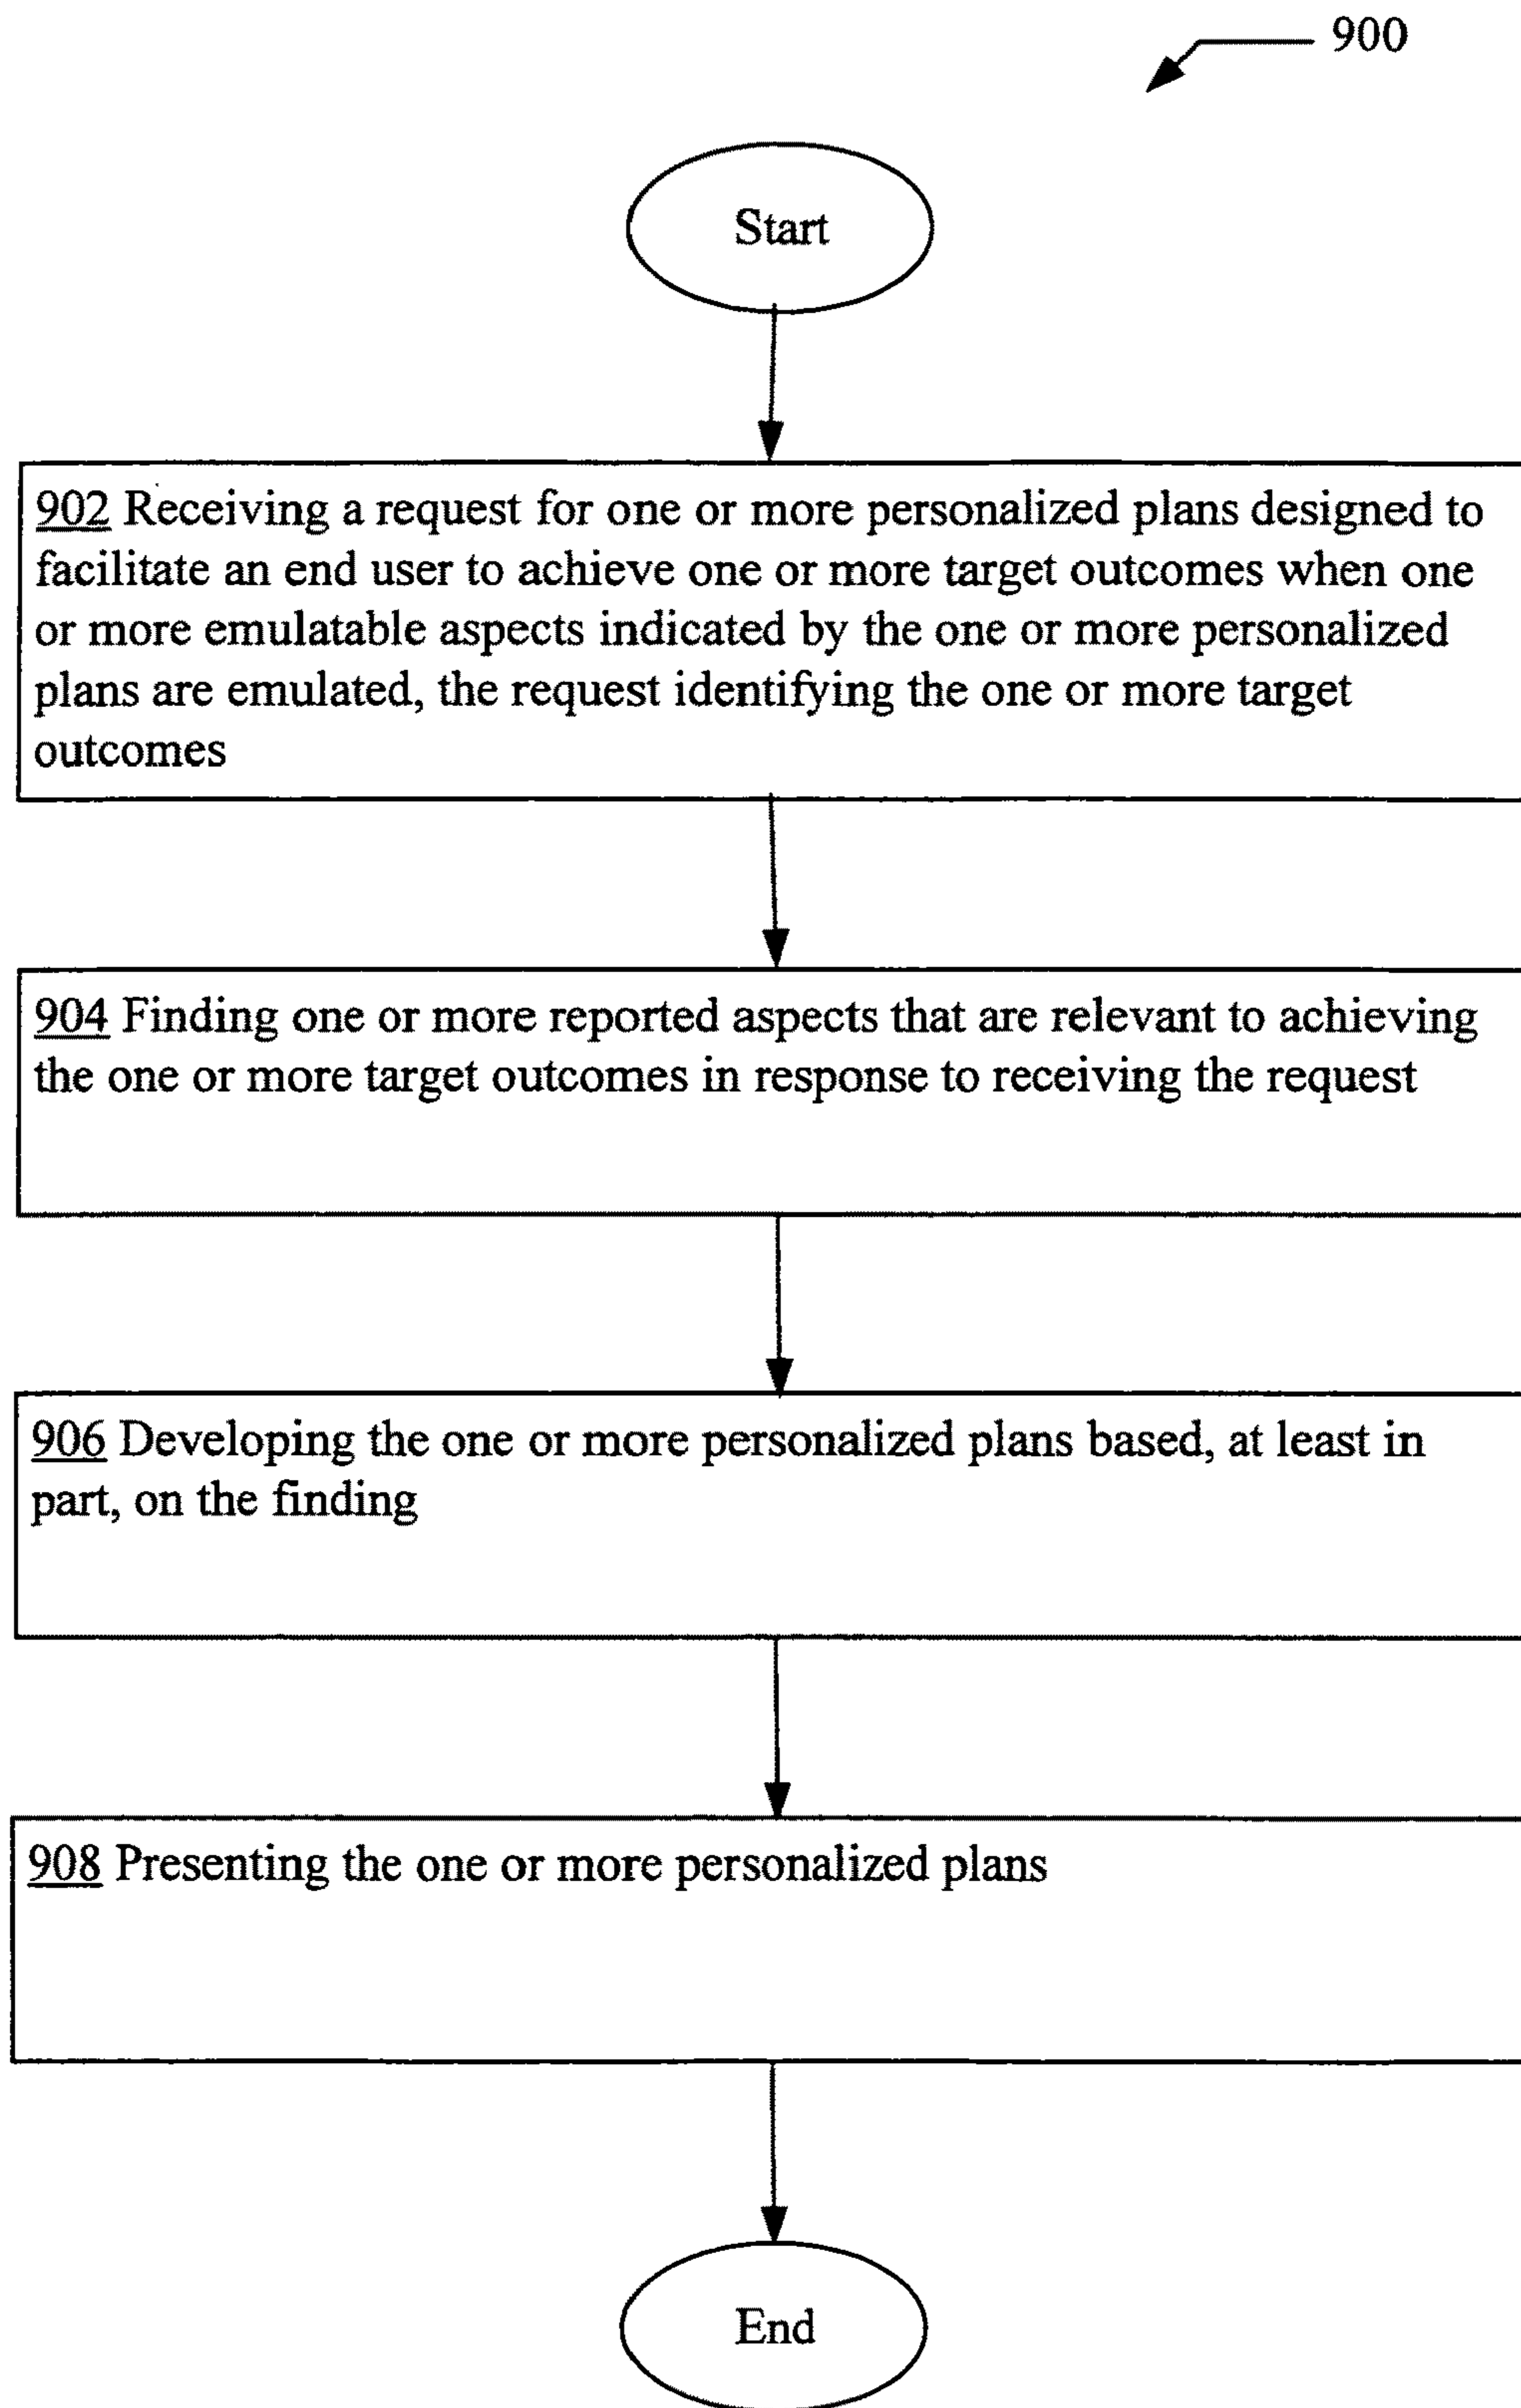 900
Start
902 Receiving a request for one or more personalized plans designed to
facilitate an end user to achieve one or more target outcomes when one
or more emulatable aspects indicated by the one or more personalized
plans are emulated, the request identifying the one or more target
outcomes
904 Finding one or more reported aspects that are relevant to achieving
the one or more target outcomes in response to receiving the request
906 Developing the one or more personalized plans based, at least in
part, on the finding
908 Presenting the one or more personalized plans
End